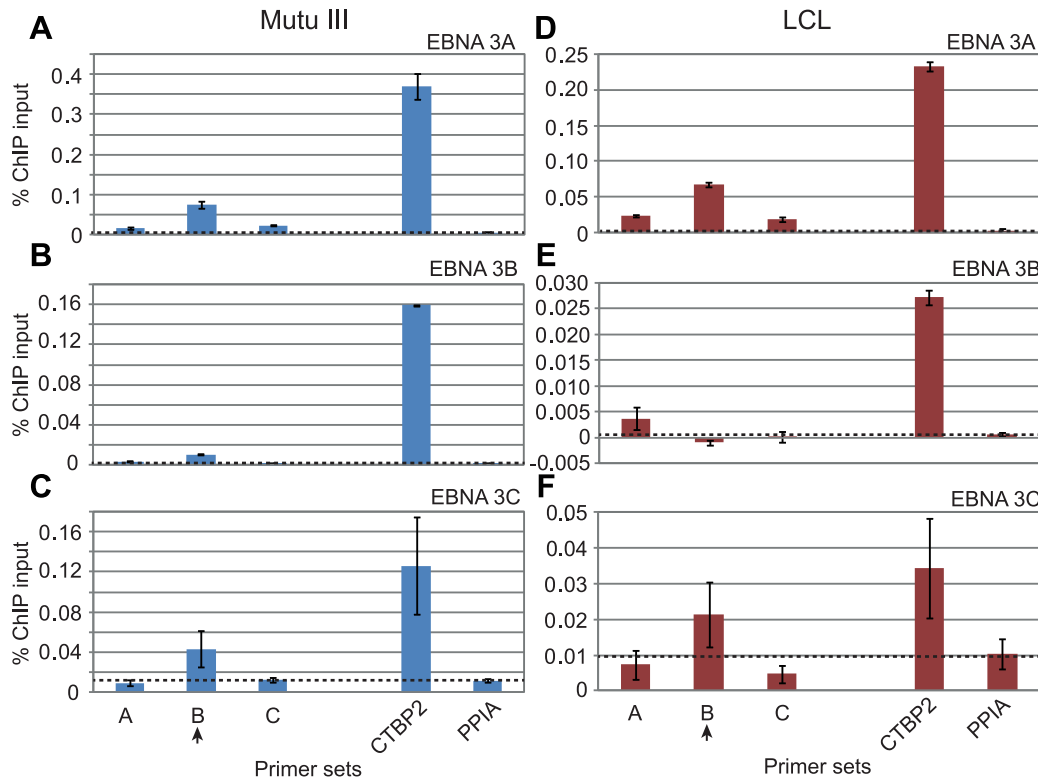 Mutu III
LCL
A
EBNA 3A
% ChIP input
0.4
0.3
0.2
0.1
0
D
EBNA 3A
0.25
0.20
0.15
0.10
0.05
0
B
EBNA 3B
% ChIP input
0.16
0.12
0.08
0.04
0
E
EBNA 3B
0.030
0.025
0.020
0.015
0.010
0.005
0
-0.005
C
EBNA 3C
% ChIP input
0.16
0.12
0.08
0.04
0
A
B
C
CTBP2
PPIA
Primer sets
F
EBNA 3C
0.05
0.04
0.03
0.02
0.01
0
A
B
C
CTBP2
PPIA
Primer sets